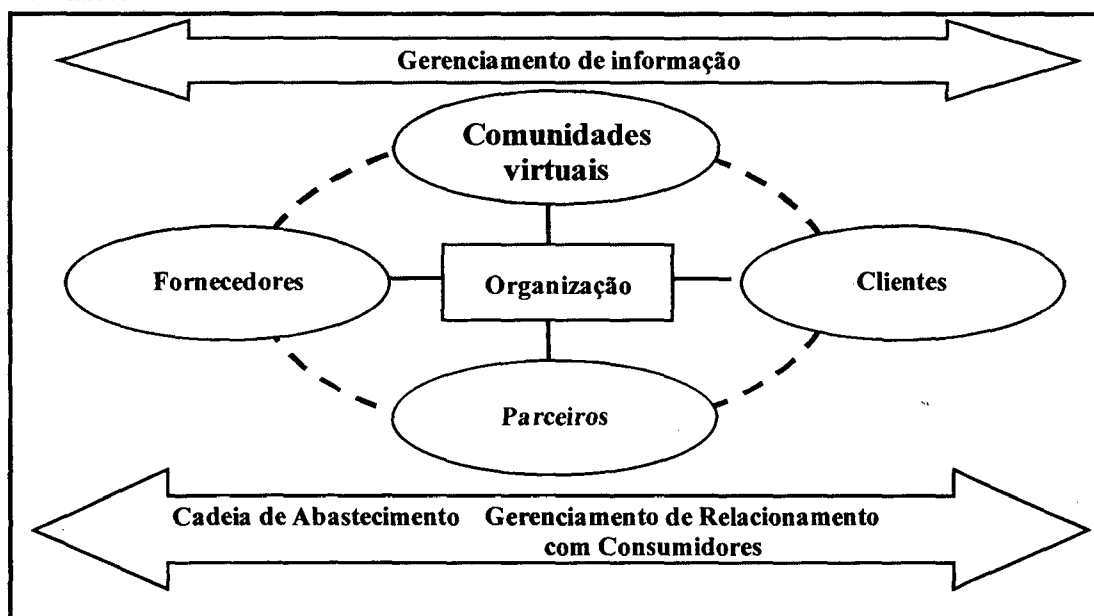 Gerenciamento de informação
Comunidades
virtuais
Fornecedores
Organização
Clientes
Parceiros
Cadeia de Abastecimento Gerenciamento de Relacionamento
com Consumidores